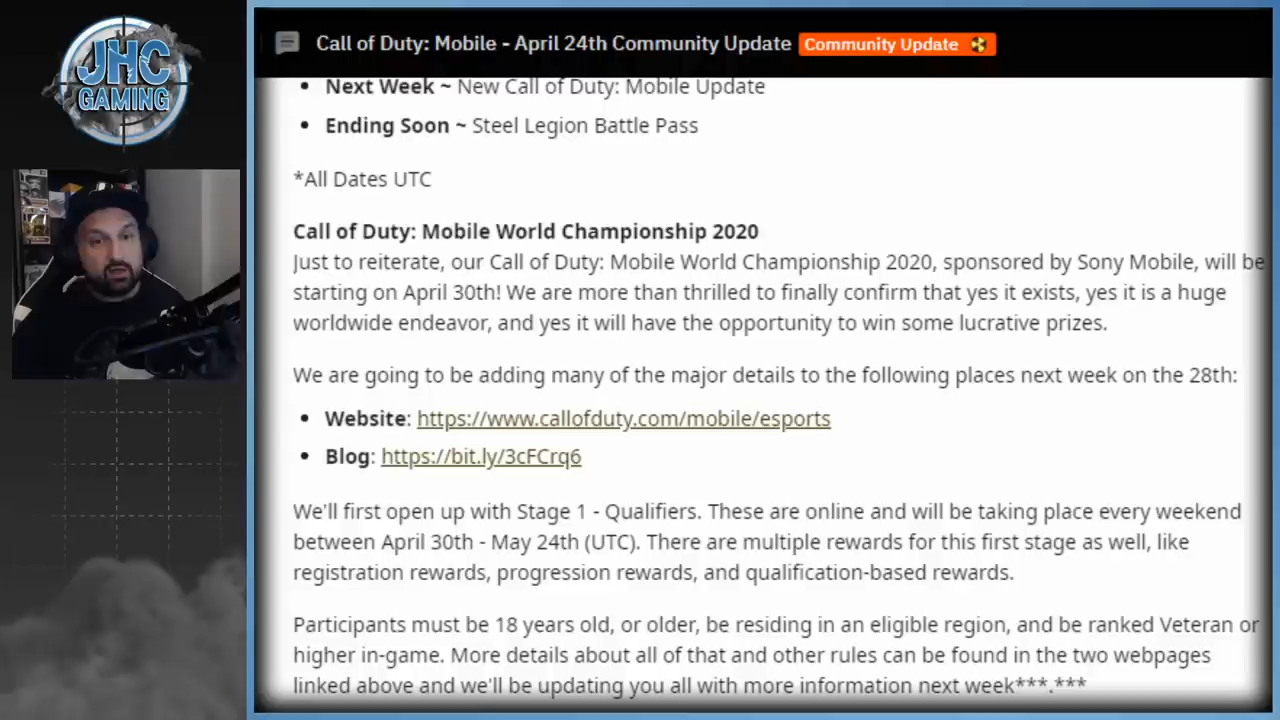 JHC
GAMING
Call of Duty: Mobile - April 24th Community Update Community Update
• Next Week ~ New Call of Duty: Mobile Update
• Ending Soon ~ Steel Legion Battle Pass
*All Dates UTC
Call of Duty: Mobile World Championship 2020
Just to reiterate, our Call of Duty: Mobile World Championship 2020, sponsored by Sony Mobile, will be
starting on April 30th! We are more than thrilled to finally confirm that yes it exists, yes it is a huge
worldwide endeavor, and yes it will have the opportunity to win some lucrative prizes.
We are going to be adding many of the major details to the following places next week on the 28th:
• Website: https://www.callofduty.com/mobile/esports
• Blog: https://bit.ly/3cFCrq6
We'll first open up with Stage 1 - Qualifiers. These are online and will be taking place every weekend
between April 30th - May 24th (UTC). There are multiple rewards for this first stage as well, like
registration rewards, progression rewards, and qualification-based rewards.
Participants must be 18 years old, or older, be residing in an eligible region, and be ranked Veteran or
higher in-game. More details about all of that and other rules can be found in the two webpages
linked above and we'll be updating you all with more information next week***.***